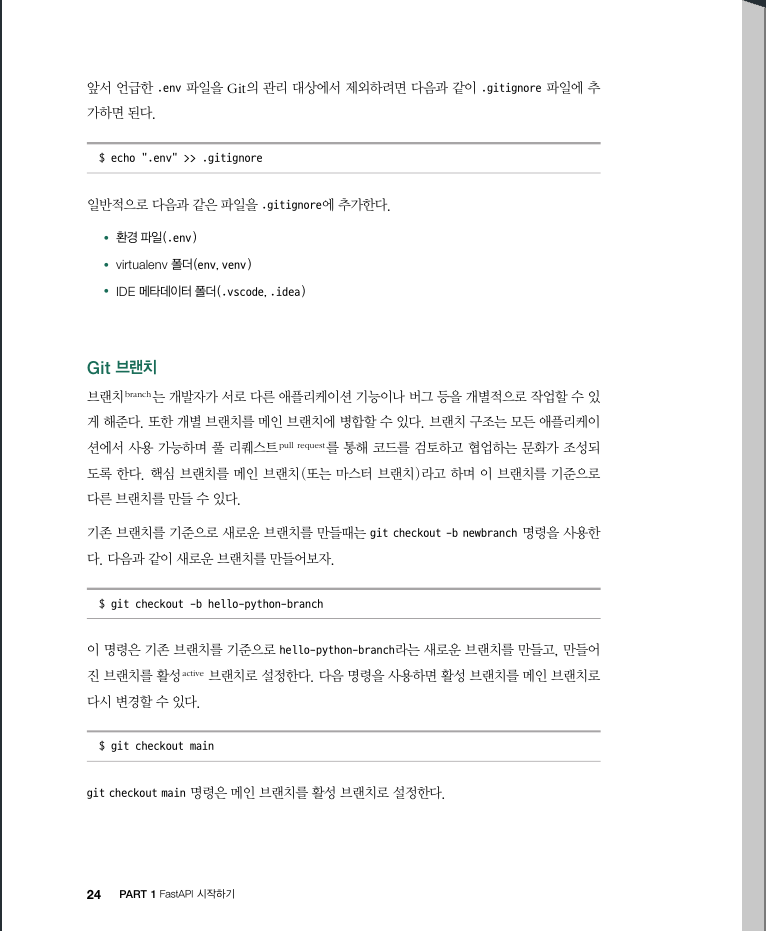 앞서 언급한 .env 파일을 Git의 관리 대상에서 제외하려면 다음과 같이 .gitignore 파일에 추
가하면 된다.
$ echo ".env" >> .gitignore
일반적으로 다음과 같은 파일을 .gitignore에 추가한다.
• 환경 파일(.env)
• virtualenv 폴더(env, venv)
• IDE 메타데이터 폴더(.vscode, .idea)
Git 브랜치
브랜치branch는 개발자가 서로 다른 애플리케이션 기능이나 버그 등을 개별적으로 작업할 수 있
게 해준다. 또한 개별 브랜치를 메인 브랜치에 병합할 수 있다. 브랜치 구조는 모든 애플리케이
션에서 사용 가능하며 풀 리퀘스트pull request를 통해 코드를 검토하고 협업하는 문화가 조성되
도록 한다. 핵심 브랜치를 메인 브랜치(또는 마스터 브랜치)라고 하며 이 브랜치를 기준으로
다른 브랜치를 만들 수 있다.
기존 브랜치를 기준으로 새로운 브랜치를 만들때는 git checkout -b newbranch 명령을 사용한
다. 다음과 같이 새로운 브랜치를 만들어보자.
$ git checkout -b hello-python-branch
이 명령은 기존 브랜치를 기준으로 hello-python-branch라는 새로운 브랜치를 만들고, 만들어
진 브랜치를 활성active 브랜치로 설정한다. 다음 명령을 사용하면 활성 브랜치를 메인 브랜치로
다시 변경할 수 있다.
$ git checkout main
git checkout main 명령은 메인 브랜치를 활성 브랜치로 설정한다.
24 PART 1 FastAPI 시작하기